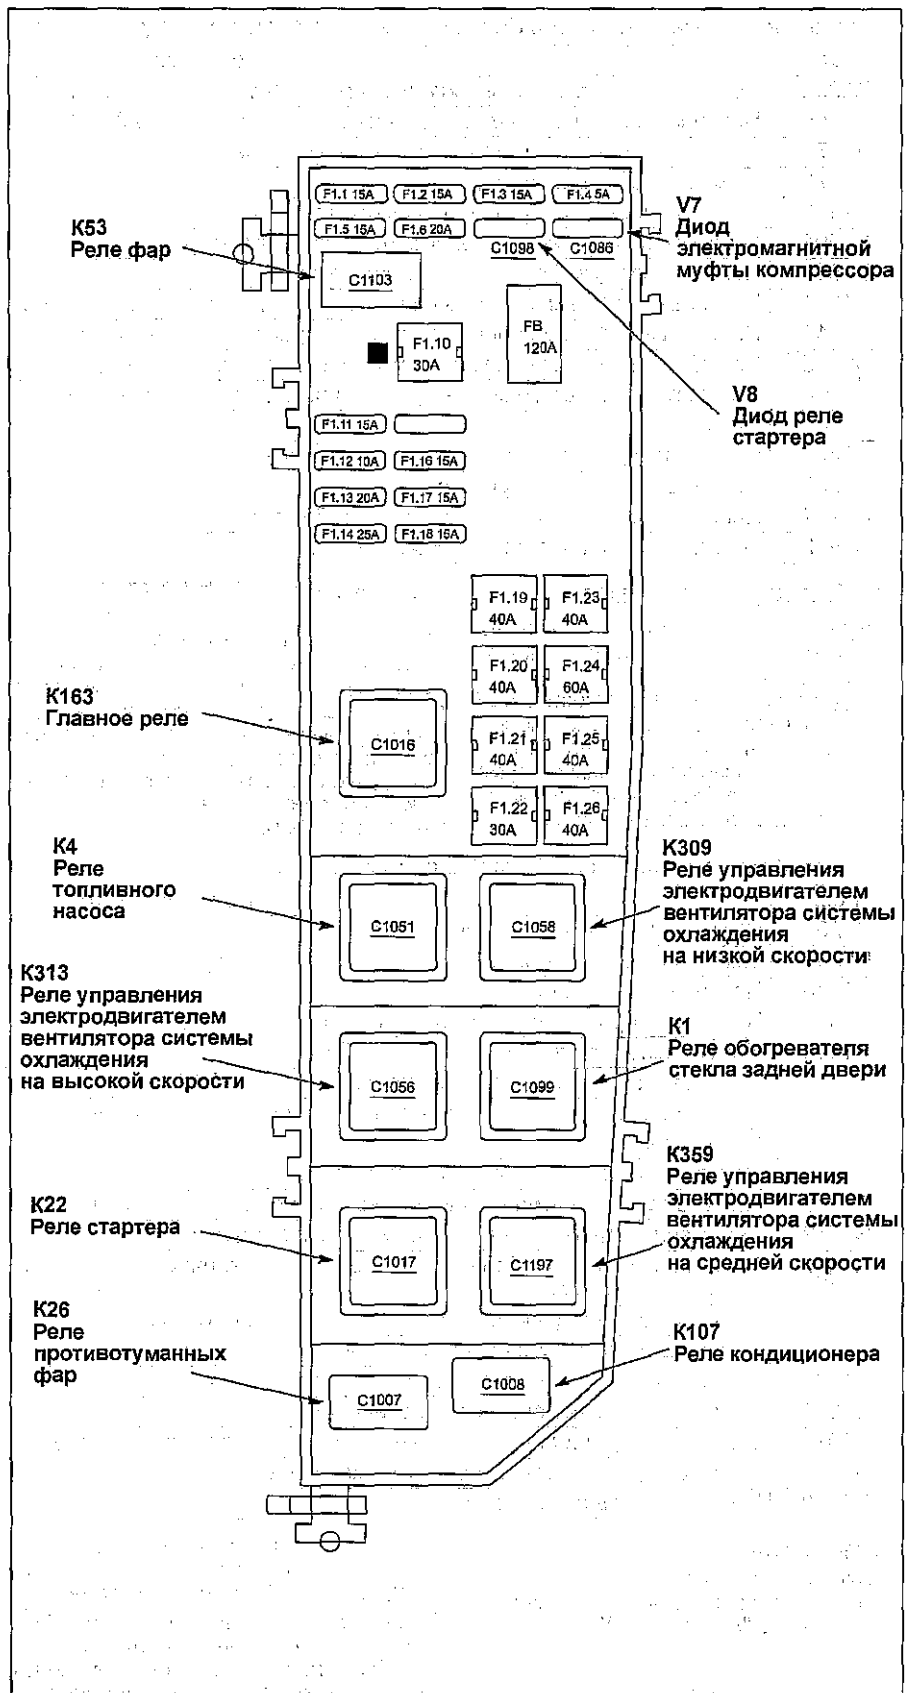 F1.1 15A F1.2 15A F1.3 15A F1.4 5A
F1.5 15A F1.6 20A
C1098 C1086
V7
Диод
электромагнитной
муфты компрессора
K53
Реле фар
C1103
F1.10
30A
FB
120A
V8
Диод реле
стартера
F1.11 15A
F1.12 10A F1.16 15A
F1.13 20A F1.17 15A
F1.14 25A F1.18 15A
F1.19
40A
F1.23
40A
F1.20
40A
F1.24
60A
F1.21
40A
F1.25
40A
F1.22
30A
F1.26
40A
K163
Главное реле
C1016
K4
Реле
топливного
насоса
C1051
C1058
K309
Реле управления
электродвигателем
вентилятора системы
охлаждения
на низкой скорости
K313
Реле управления
электродвигателем
вентилятора системы
охлаждения
на высокой скорости
C1056
C1099
K1
Реле обогревателя
стекла задней двери
K22
Реле стартера
C1017
C1197
K359
Реле управления
электродвигателем
вентилятора системы
охлаждения
на средней скорости
K26
Реле
противотуманных
фар
C1007
C1008
K107
Реле кондиционера